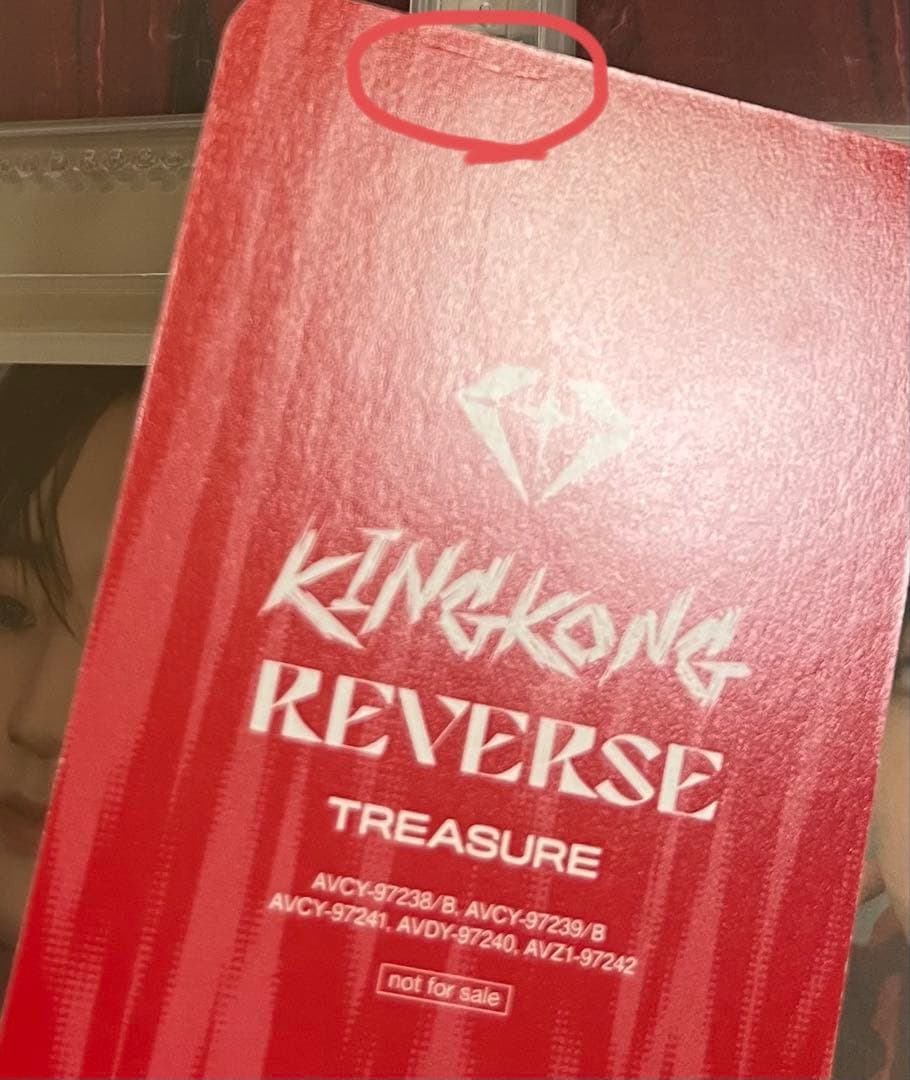 KINGKONG
REVERSE
TREASURE
AVCY-97238/B, AVCY-97239/B
AVCY-97241, AVDY-97240, AVZ1-97242
not for sale